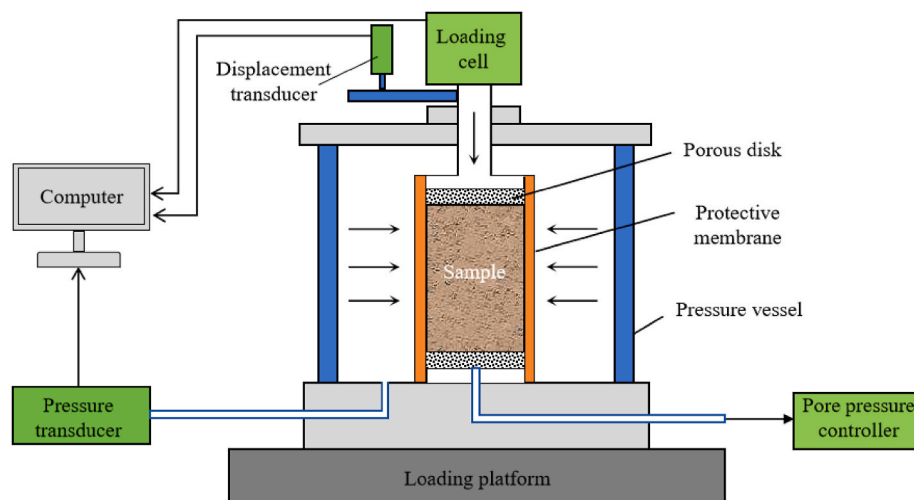 Loading
cell
Displacement
transducer
Porous disk
Computer
Protective
membrane
Sample
Pressure vessel
Pressure
transducer
Pore pressure
controller
Loading platform